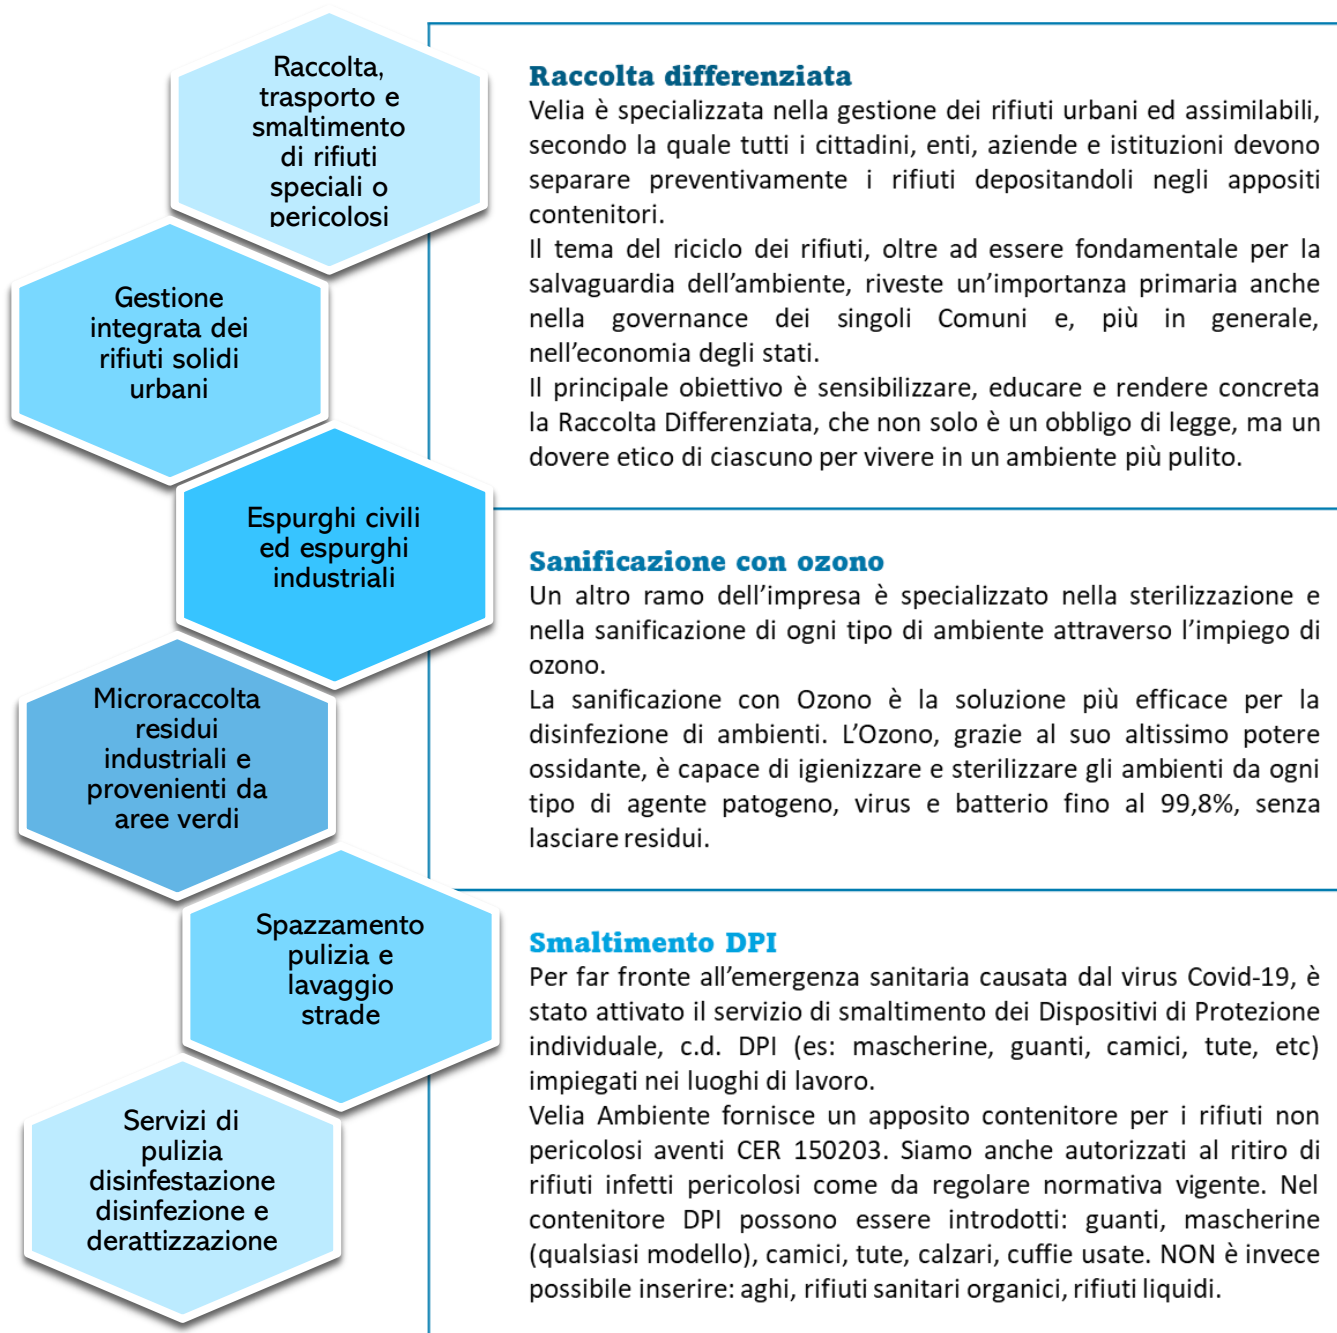 Raccolta,
trasporto e
smaltimento
di rifiuti
speciali o
pericolosi
Gestione
integrata dei
rifiuti solidi
urbani
Espurghi civili
ed espurghi
industriali
Microraccolta
residui
industriali e
provenienti da
aree verdi
Spazzamento
pulizia e
lavaggio
strade
Servizi di
pulizia
disinfestazione
disinfezione e
derattizzazione
Raccolta differenziata
Velia è specializzata nella gestione dei rifiuti urbani ed assimilabili,
secondo la quale tutti i cittadini, enti, aziende e istituzioni devono
separare preventivamente i rifiuti depositandoli negli appositi
contenitori.
Il tema del riciclo dei rifiuti, oltre ad essere fondamentale per la
salvaguardia dell’ambiente, riveste un’importanza primaria anche
nella governance dei singoli Comuni e, più in generale,
nell’economia degli stati.
Il principale obiettivo è sensibilizzare, educare e rendere concreta
la Raccolta Differenziata, che non solo è un obbligo di legge, ma un
dovere etico di ciascuno per vivere in un ambiente più pulito.
Sanificazione con ozono
Un altro ramo dell’impresa è specializzato nella sterilizzazione e
nella sanificazione di ogni tipo di ambiente attraverso l’impiego di
ozono.
La sanificazione con Ozono è la soluzione più efficace per la
disinfezione di ambienti. L’Ozono, grazie al suo altissimo potere
ossidante, è capace di igienizzare e sterilizzare gli ambienti da ogni
tipo di agente patogeno, virus e batterio fino al 99,8%, senza
lasciare residui.
Smaltimento DPI
Per far fronte all’emergenza sanitaria causata dal virus Covid-19, è
stato attivato il servizio di smaltimento dei Dispositivi di Protezione
individuale, c.d. DPI (es: mascherine, guanti, camici, tute, etc)
impiegati nei luoghi di lavoro.
Velia Ambiente fornisce un apposito contenitore per i rifiuti non
pericolosi aventi CER 150203. Siamo anche autorizzati al ritiro di
rifiuti infetti pericolosi come da regolare normativa vigente. Nel
contenitore DPI possono essere introdotti: guanti, mascherine
(qualsiasi modello), camici, tute, calzari, cuffie usate. NON è invece
possibile inserire: aghi, rifiuti sanitari organici, rifiuti liquidi.